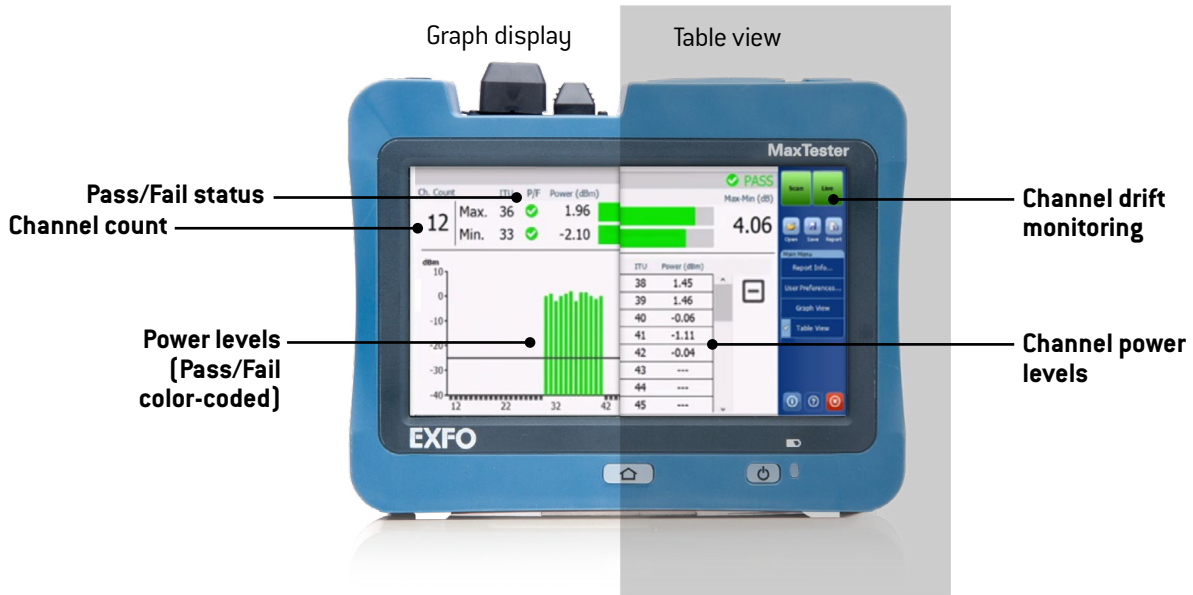 Graph display
Table view
MaxTester
Pass/Fail status
Channel count
Power levels
(Pass/Fail
color-coded)
Channel drift
monitoring
Channel power
levels
Ch. Count ITU P/F Power (dBm)
12
Max. 36 1.96
Min. 33 -2.10
PASS
Max-Min (dB)
4.06
Scan Live
Open Save Report
Main Menu
Report Info...
User Preferences...
Graph View
Table View
dBm
10
0
-10
-20
-30
-40
12 22 32 42
ITU Power (dBm)
38 1.45
39 1.46
40 -0.06
41 -1.11
42 -0.04
43 ---
44 ---
45 ---
EXFO